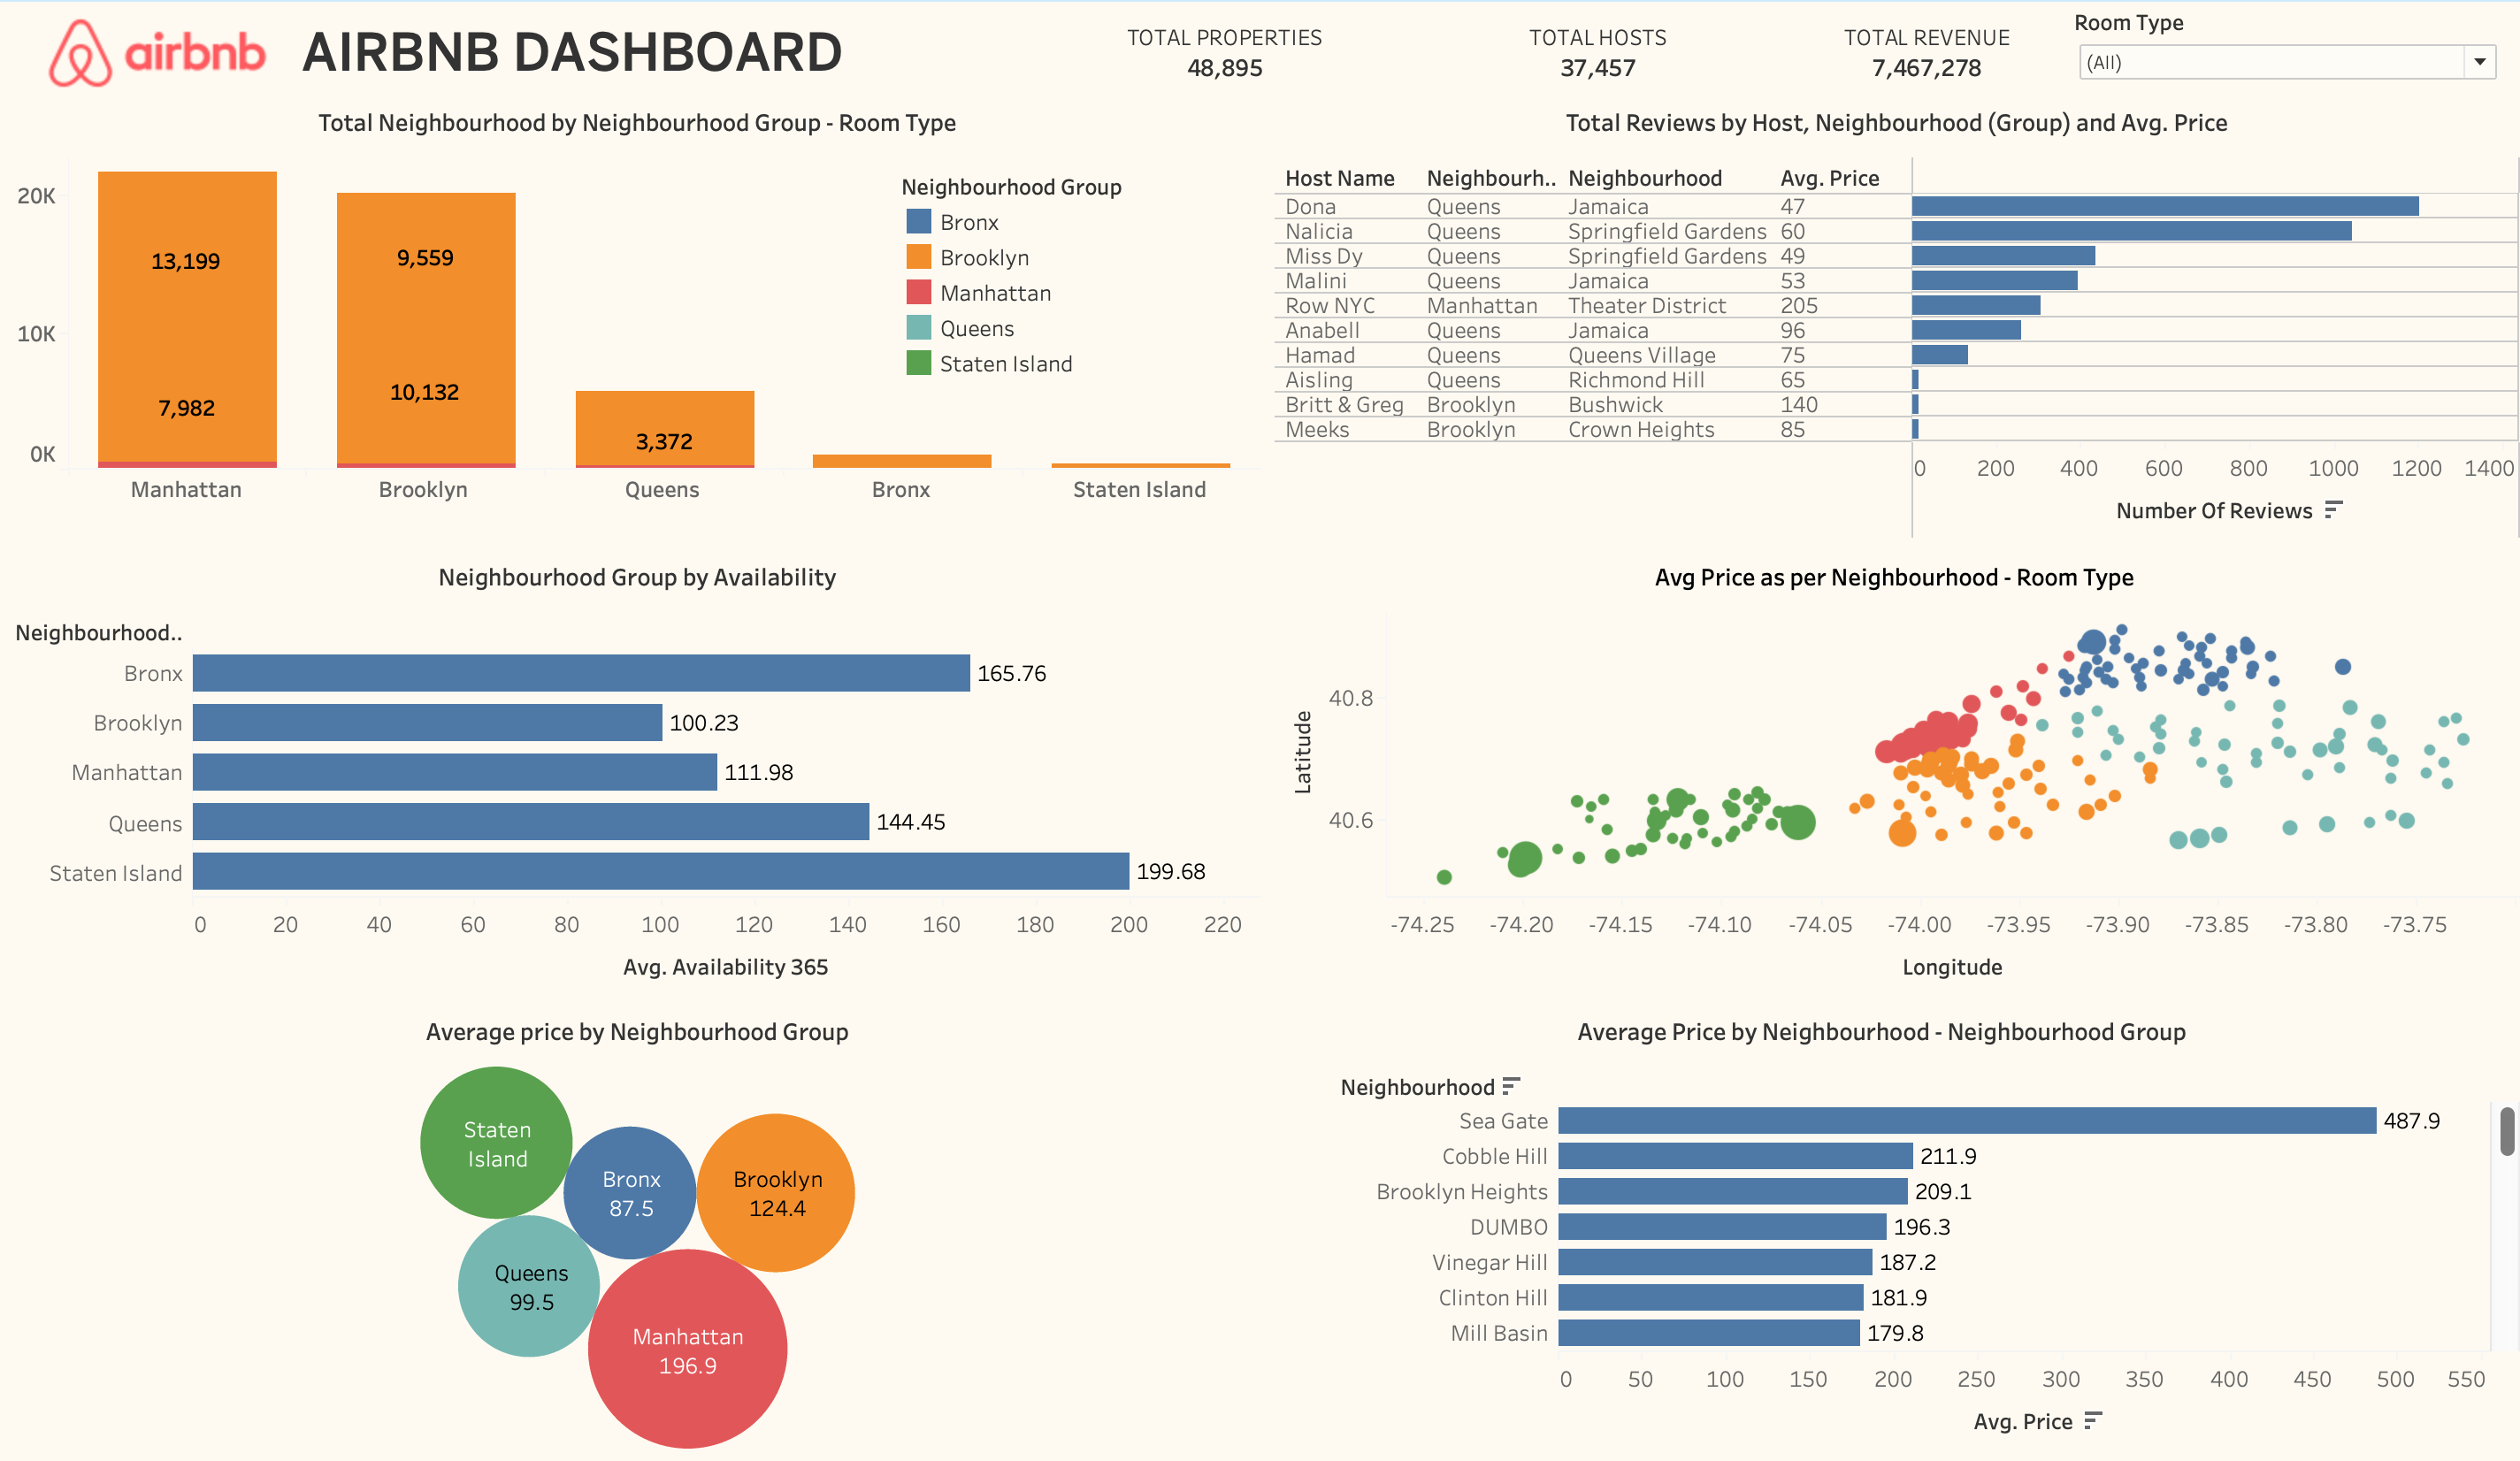 airbnb
AIRBNB DASHBOARD
TOTAL PROPERTIES
48,895
TOTAL HOSTS
37,457
TOTAL REVENUE
7,467,278
Room Type
(All)
Total Neighbourhood by Neighbourhood Group - Room Type
20K
10K
0K
13,199
7,982
9,559
10,132
3,372
Manhattan
Brooklyn
Queens
Bronx
Staten Island
Neighbourhood Group
Bronx
Brooklyn
Manhattan
Queens
Staten Island
Total Reviews by Host, Neighbourhood (Group) and Avg. Price
Host Name Neighbourh.. Neighbourhood Avg. Price
Dona Queens Jamaica 47
Nalicia Queens Springfield Gardens 60
Miss Dy Queens Springfield Gardens 49
Malini Queens Jamaica 53
Row NYC Manhattan Theater District 205
Anabell Queens Jamaica 96
Hamad Queens Queens Village 75
Aisling Queens Richmond Hill 65
Britt & Greg Brooklyn Bushwick 140
Meeks Brooklyn Crown Heights 85
0 200 400 600 800 1000 1200 1400
Number Of Reviews
Neighbourhood Group by Availability
Neighbourhood..
Bronx 165.76
Brooklyn 100.23
Manhattan 111.98
Queens 144.45
Staten Island 199.68
0 20 40 60 80 100 120 140 160 180 200 220
Avg. Availability 365
Avg Price as per Neighbourhood - Room Type
Latitude
40.8
40.6
-74.25 -74.20 -74.15 -74.10 -74.05 -74.00 -73.95 -73.90 -73.85 -73.80 -73.75
Longitude
Average price by Neighbourhood Group
Staten
Island
Bronx
87.5
Brooklyn
124.4
Queens
99.5
Manhattan
196.9
Average Price by Neighbourhood - Neighbourhood Group
Neighbourhood
Sea Gate 487.9
Cobble Hill 211.9
Brooklyn Heights 209.1
DUMBO 196.3
Vinegar Hill 187.2
Clinton Hill 181.9
Mill Basin 179.8
0 50 100 150 200 250 300 350 400 450 500 550
Avg. Price